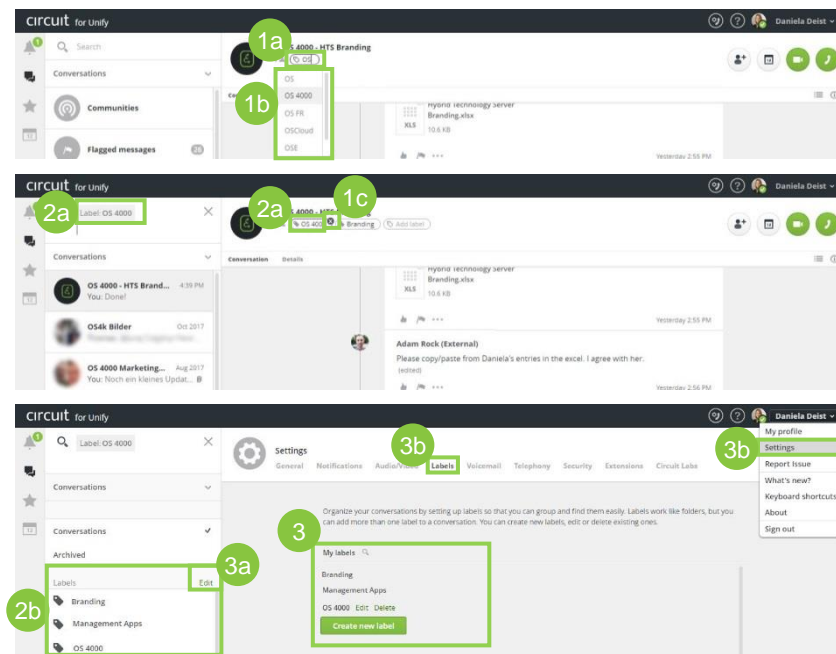 circuit for Unify
Daniela Deist
1
Search
1a
S 4000 - HTS Branding
OS
Conversations
1b
OS
OS 4000
OS FR
OSCloud
OSE
Communities
Flagged messages
26
Hybrid Technology Server
Branding.xlsx
XLS
10.6 KB
Yesterday 2:55 PM
circuit for Unify
Daniela Deist
2a
Label: OS 4000
2a
1c
S 4000 - HTS
OS 400
Branding
Add label
Conversations
Conversation Details
OS 4000 - HTS Brand... 4:39 PM
You: Done!
Hybrid Technology Server
Branding.xlsx
XLS
10.6 KB
Yesterday 2:55 PM
OS4k Bilder Oct 2017
Adam Rock (External)
Please copy/paste from Daniela's entries in the excel. I agree with her.
(edited)
OS 4000 Marketing... Aug 2017
You: Noch ein kleines Updat...
Yesterday 2:56 PM
circuit for Unify
Daniela Deist
1
Label: OS 4000
Settings
3b
General Notifications Audio/Video Labels Voicemail Telephony Security Extensions Circuit Labs
3b
My profile
Settings
Report Issue
What's new?
Keyboard shortcuts
About
Sign out
Conversations
Conversations
Archived
Organize your conversations by setting up labels so that you can group and find them easily. Labels work like folders, but you
can add more than one label to a conversation. You can create new labels, edit or delete existing ones.
3
My labels
Branding
Management Apps
OS 4000 Edit Delete
Create new label
3a
Labels Edit
2b
Branding
Management Apps
OS 4000